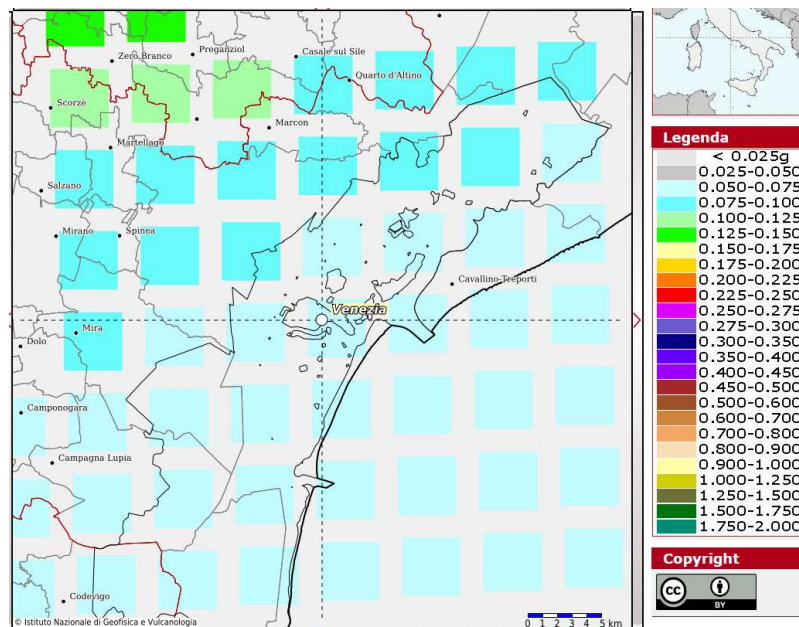 Zero Branco
Preganziol
Casale sul Sile
Quarto d'Altino
Scorzè
Marcon
Martellago
Salzano
Mirano
Spinea
Cavallino-Treporti
Venezia
Mira
Dolo
Camponogara
Campagna Lupia
Codevigo
© Istituto Nazionale di Geofisica e Vulcanologia
0 1 2 3 4 5 km
Legenda
< 0.025g
0.025-0.050
0.050-0.075
0.075-0.100
0.100-0.125
0.125-0.150
0.150-0.175
0.175-0.200
0.200-0.225
0.225-0.250
0.250-0.275
0.275-0.300
0.300-0.350
0.350-0.400
0.400-0.450
0.450-0.500
0.500-0.600
0.600-0.700
0.700-0.800
0.800-0.900
0.900-1.000
1.000-1.250
1.250-1.500
1.500-1.750
1.750-2.000
Copyright
cc
BY